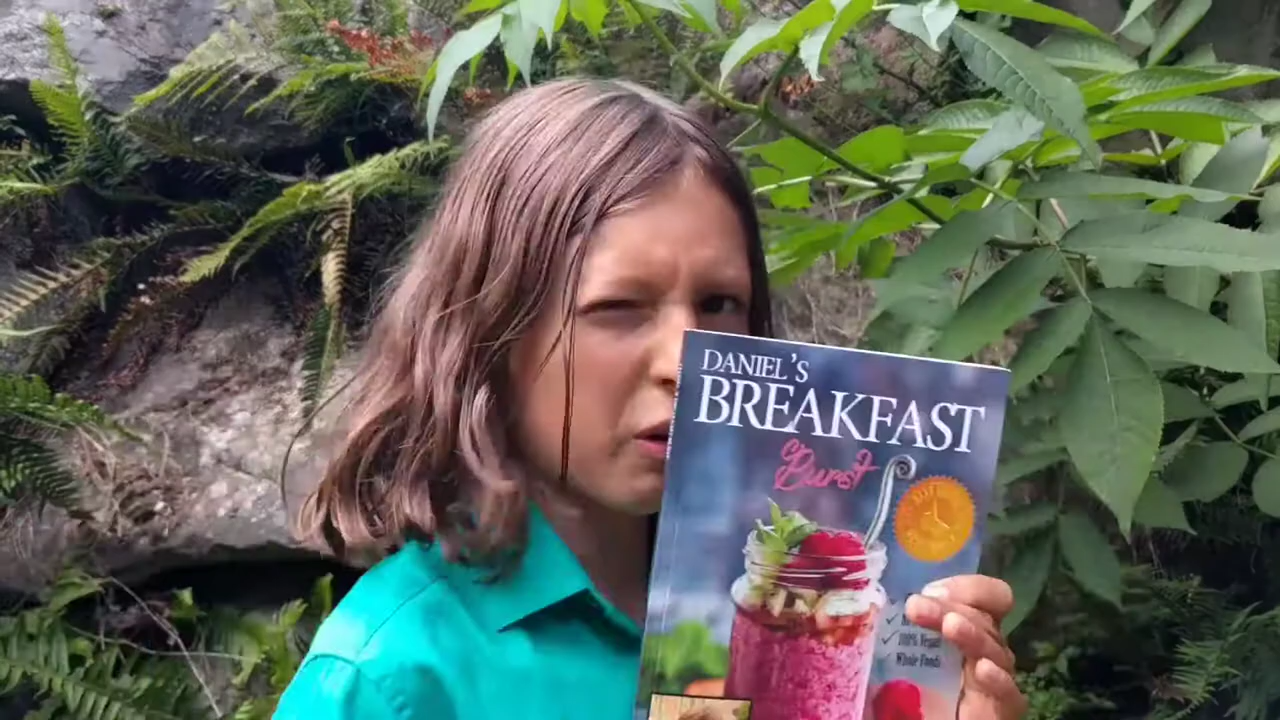 DANIEL'S
BREAKFAST
Burst
100% Vegan
Whole Foods